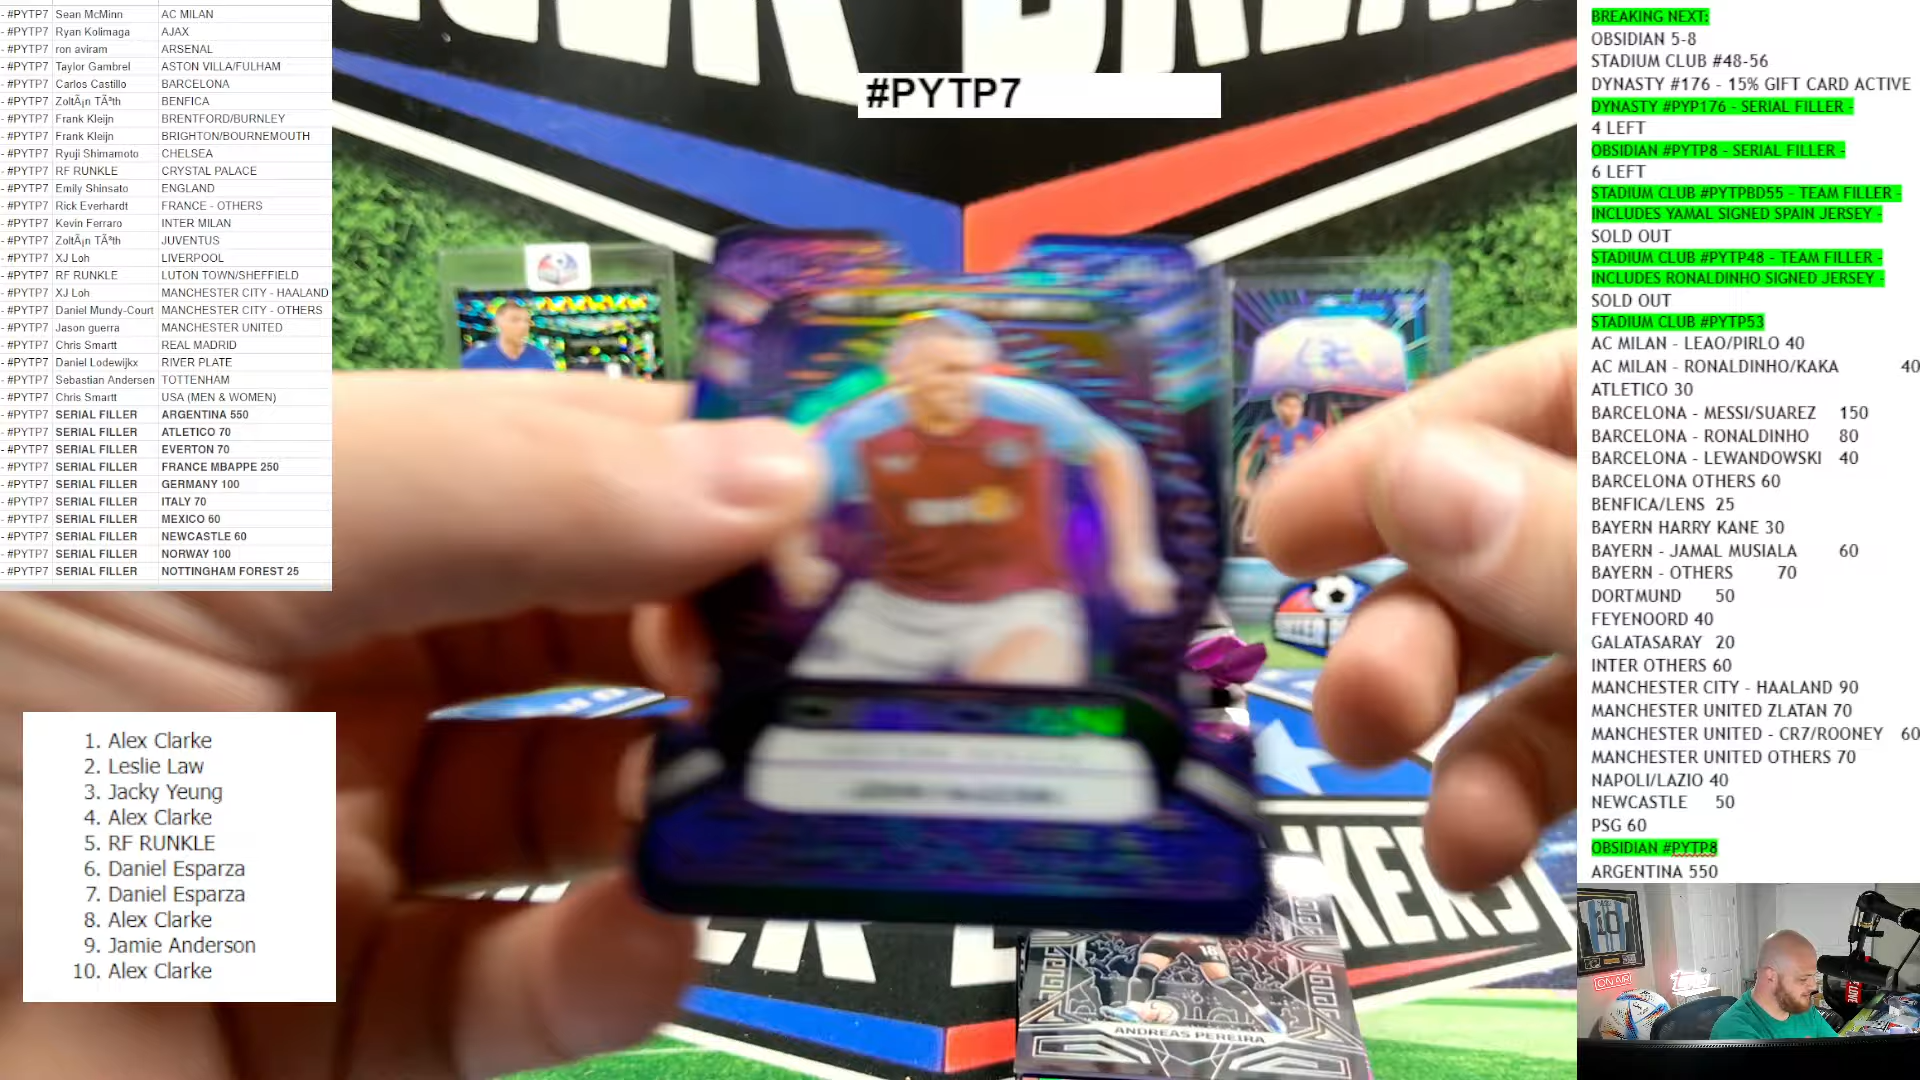 - #PYTP7 Sean McMinn AC MILAN
- #PYTP7 Ryan Kolimaga AJAX
- #PYTP7 ron aviram ARSENAL
- #PYTP7 Taylor Gambrel ASTON VILLA/FULHAM
- #PYTP7 Carlos Castillo BARCELONA
- #PYTP7 ZoltÃ¡n TÃ³th BENFICA
- #PYTP7 Frank Kleijn BRENTFORD/BURNLEY
- #PYTP7 Frank Kleijn BRIGHTON/BOURNEMOUTH
- #PYTP7 Ryuji Shimamoto CHELSEA
- #PYTP7 RF RUNKLE CRYSTAL PALACE
- #PYTP7 Emily Shinsato ENGLAND
- #PYTP7 Rick Everhardt FRANCE - OTHERS
- #PYTP7 Kevin Ferraro INTER MILAN
- #PYTP7 ZoltÃ¡n TÃ³th JUVENTUS
- #PYTP7 XJ Loh LIVERPOOL
- #PYTP7 RF RUNKLE LUTON TOWN/SHEFFIELD
- #PYTP7 XJ Loh MANCHESTER CITY - HAALAND
- #PYTP7 Daniel Mundy-Court MANCHESTER CITY - OTHERS
- #PYTP7 Jason guerra MANCHESTER UNITED
- #PYTP7 Chris Smartt REAL MADRID
- #PYTP7 Daniel Lodewijkx RIVER PLATE
- #PYTP7 Sebastian Andersen TOTTENHAM
- #PYTP7 Chris Smartt USA (MEN & WOMEN)
- #PYTP7 SERIAL FILLER ARGENTINA 550
- #PYTP7 SERIAL FILLER ATLETICO 70
- #PYTP7 SERIAL FILLER EVERTON 70
- #PYTP7 SERIAL FILLER FRANCE MBAPPE 250
- #PYTP7 SERIAL FILLER GERMANY 100
- #PYTP7 SERIAL FILLER ITALY 70
- #PYTP7 SERIAL FILLER MEXICO 60
- #PYTP7 SERIAL FILLER NEWCASTLE 60
- #PYTP7 SERIAL FILLER NORWAY 100
- #PYTP7 SERIAL FILLER NOTTINGHAM FOREST 25
#PYTP7
1. Alex Clarke
2. Leslie Law
3. Jacky Yeung
4. Alex Clarke
5. RF RUNKLE
6. Daniel Esparza
7. Daniel Esparza
8. Alex Clarke
9. Jamie Anderson
10. Alex Clarke
ANDREAS PEREIRA
BREAKING NEXT:
OBSIDIAN 5-8
STADIUM CLUB #48-56
DYNASTY #176 - 15% GIFT CARD ACTIVE
DYNASTY #PYP176 - SERIAL FILLER -
4 LEFT
OBSIDIAN #PYTP8 - SERIAL FILLER -
6 LEFT
STADIUM CLUB #PYTPBD55 - TEAM FILLER -
INCLUDES YAMAL SIGNED SPAIN JERSEY -
SOLD OUT
STADIUM CLUB #PYTP48 - TEAM FILLER -
INCLUDES RONALDINHO SIGNED JERSEY -
SOLD OUT
STADIUM CLUB #PYTP53
AC MILAN - LEAO/PIRLO 40
AC MILAN - RONALDINHO/KAKA 40
ATLETICO 30
BARCELONA - MESSI/SUAREZ 150
BARCELONA - RONALDINHO 80
BARCELONA - LEWANDOWSKI 40
BARCELONA OTHERS 60
BENFICA/LENS 25
BAYERN HARRY KANE 30
BAYERN - JAMAL MUSIALA 60
BAYERN - OTHERS 70
DORTMUND 50
FEYENOORD 40
GALATASARAY 20
INTER OTHERS 60
MANCHESTER CITY - HAALAND 90
MANCHESTER UNITED ZLATAN 70
MANCHESTER UNITED - CR7/ROONEY 60
MANCHESTER UNITED OTHERS 70
NAPOLI/LAZIO 40
NEWCASTLE 50
PSG 60
OBSIDIAN #PYTP8
ARGENTINA 550
10
ON AIR